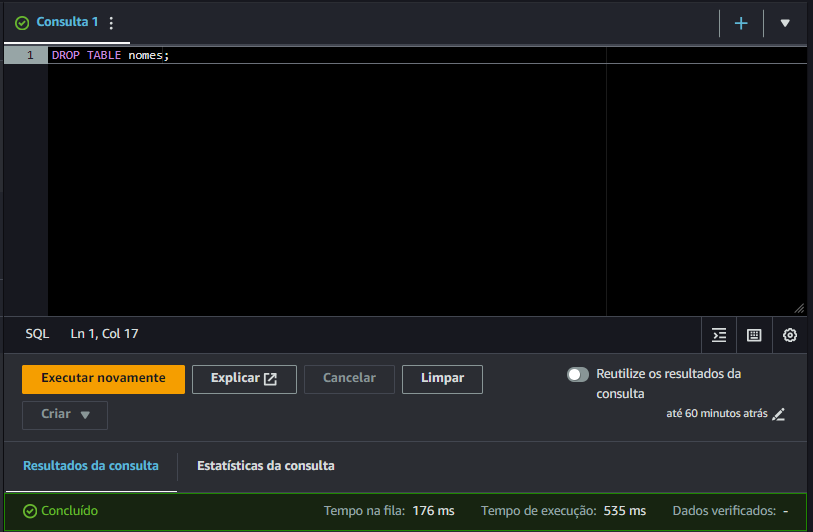 Consulta 1
1 DROP TABLE nomes;
SQL Ln 1, Col 17
Executar novamente Explicar Cancelar Limpar
Reutilize os resultados da
consulta
até 60 minutos atrás
Criar
Resultados da consulta Estatísticas da consulta
Concluído Tempo na fila: 176 ms Tempo de execução: 535 ms Dados verificados: -